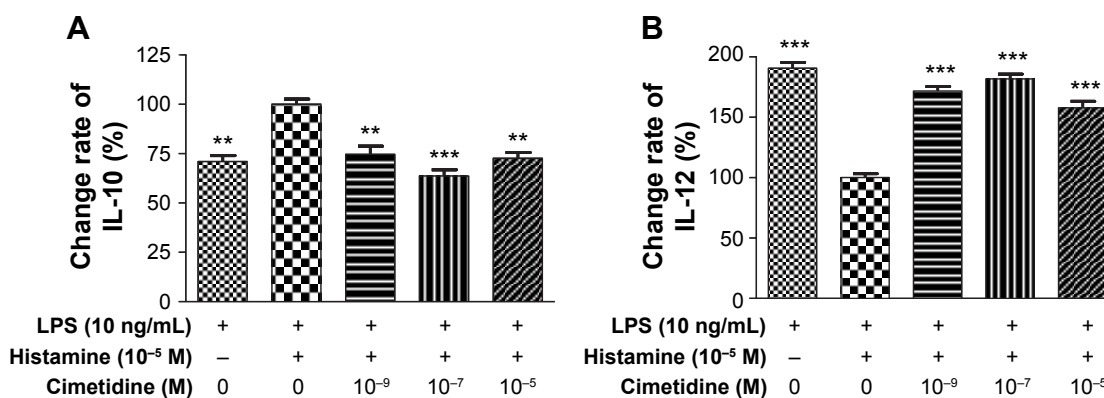 A
Change rate of
IL-10 (%)
125
100
75
50
25
0
** ** *** **
LPS (10 ng/mL) + + + + +
Histamine (10⁻⁵ M) – + + + +
Cimetidine (M) 0 0 10⁻⁹ 10⁻⁷ 10⁻⁵
B
Change rate of
IL-12 (%)
200
150
100
50
0
*** *** *** ***
LPS (10 ng/mL) + + + + +
Histamine (10⁻⁵ M) – + + + +
Cimetidine (M) 0 0 10⁻⁹ 10⁻⁷ 10⁻⁵